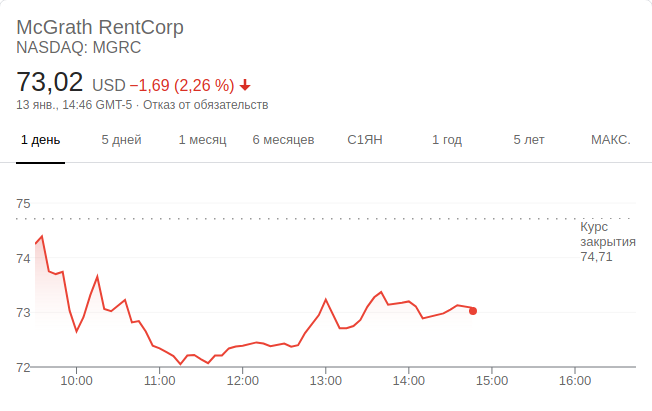 McGrath RentCorp
NASDAQ: MGRC
73,02 USD −1,69 (2,26 %)
13 янв., 14:46 GMT-5 · Отказ от обязательств
1 день 5 дней 1 месяц 6 месяцев С1ЯН 1 год 5 лет МАКС.
75
Курс
закрытия
74,71
74
73
72
10:00 11:00 12:00 13:00 14:00 15:00 16:00